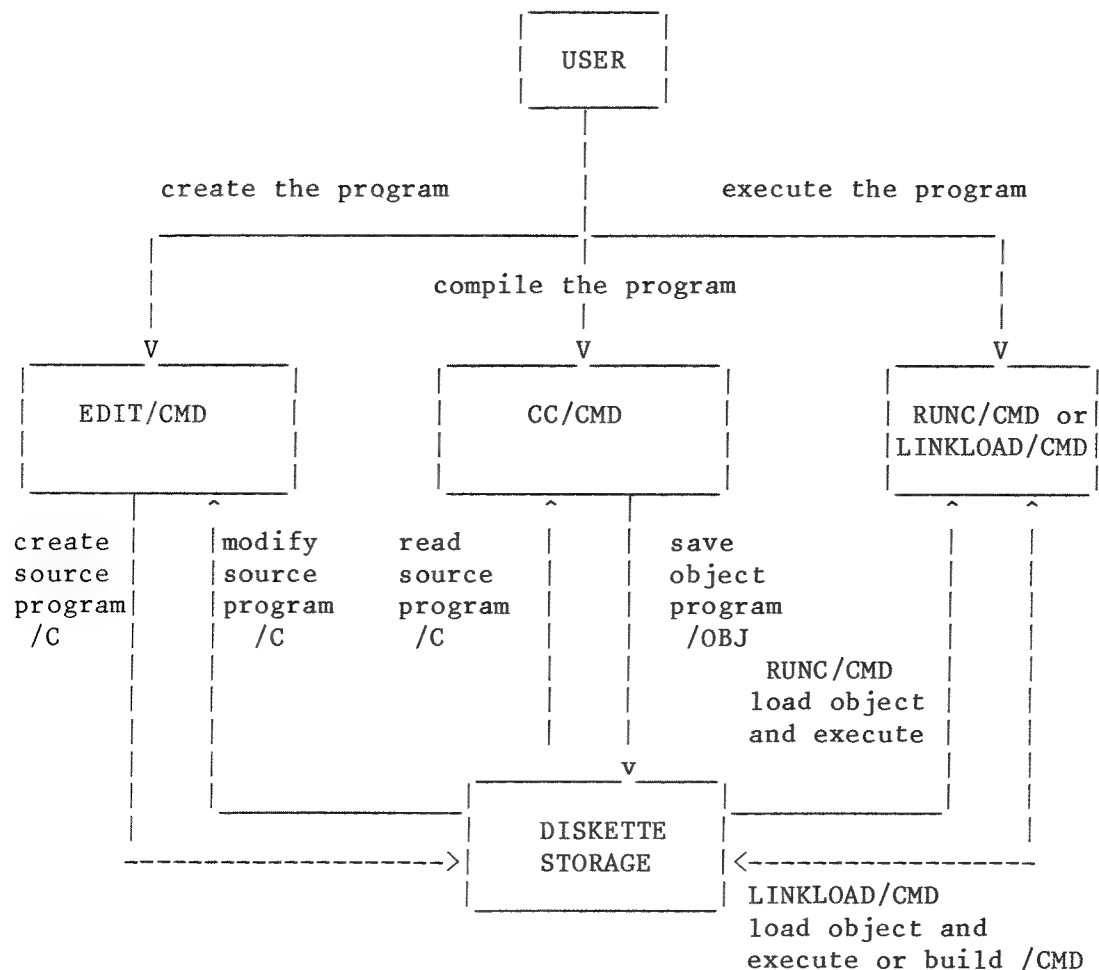 USER
create the program
execute the program
compile the program
EDIT/CMD
CC/CMD
RUNC/CMD or
LINKLOAD/CMD
create
source
program
/C
modify
source
program
/C
read
source
program
/C
save
object
program
/OBJ
RUNC/CMD
load object
and execute
DISKETTE
STORAGE
LINKLOAD/CMD
load object and
execute or build /CMD